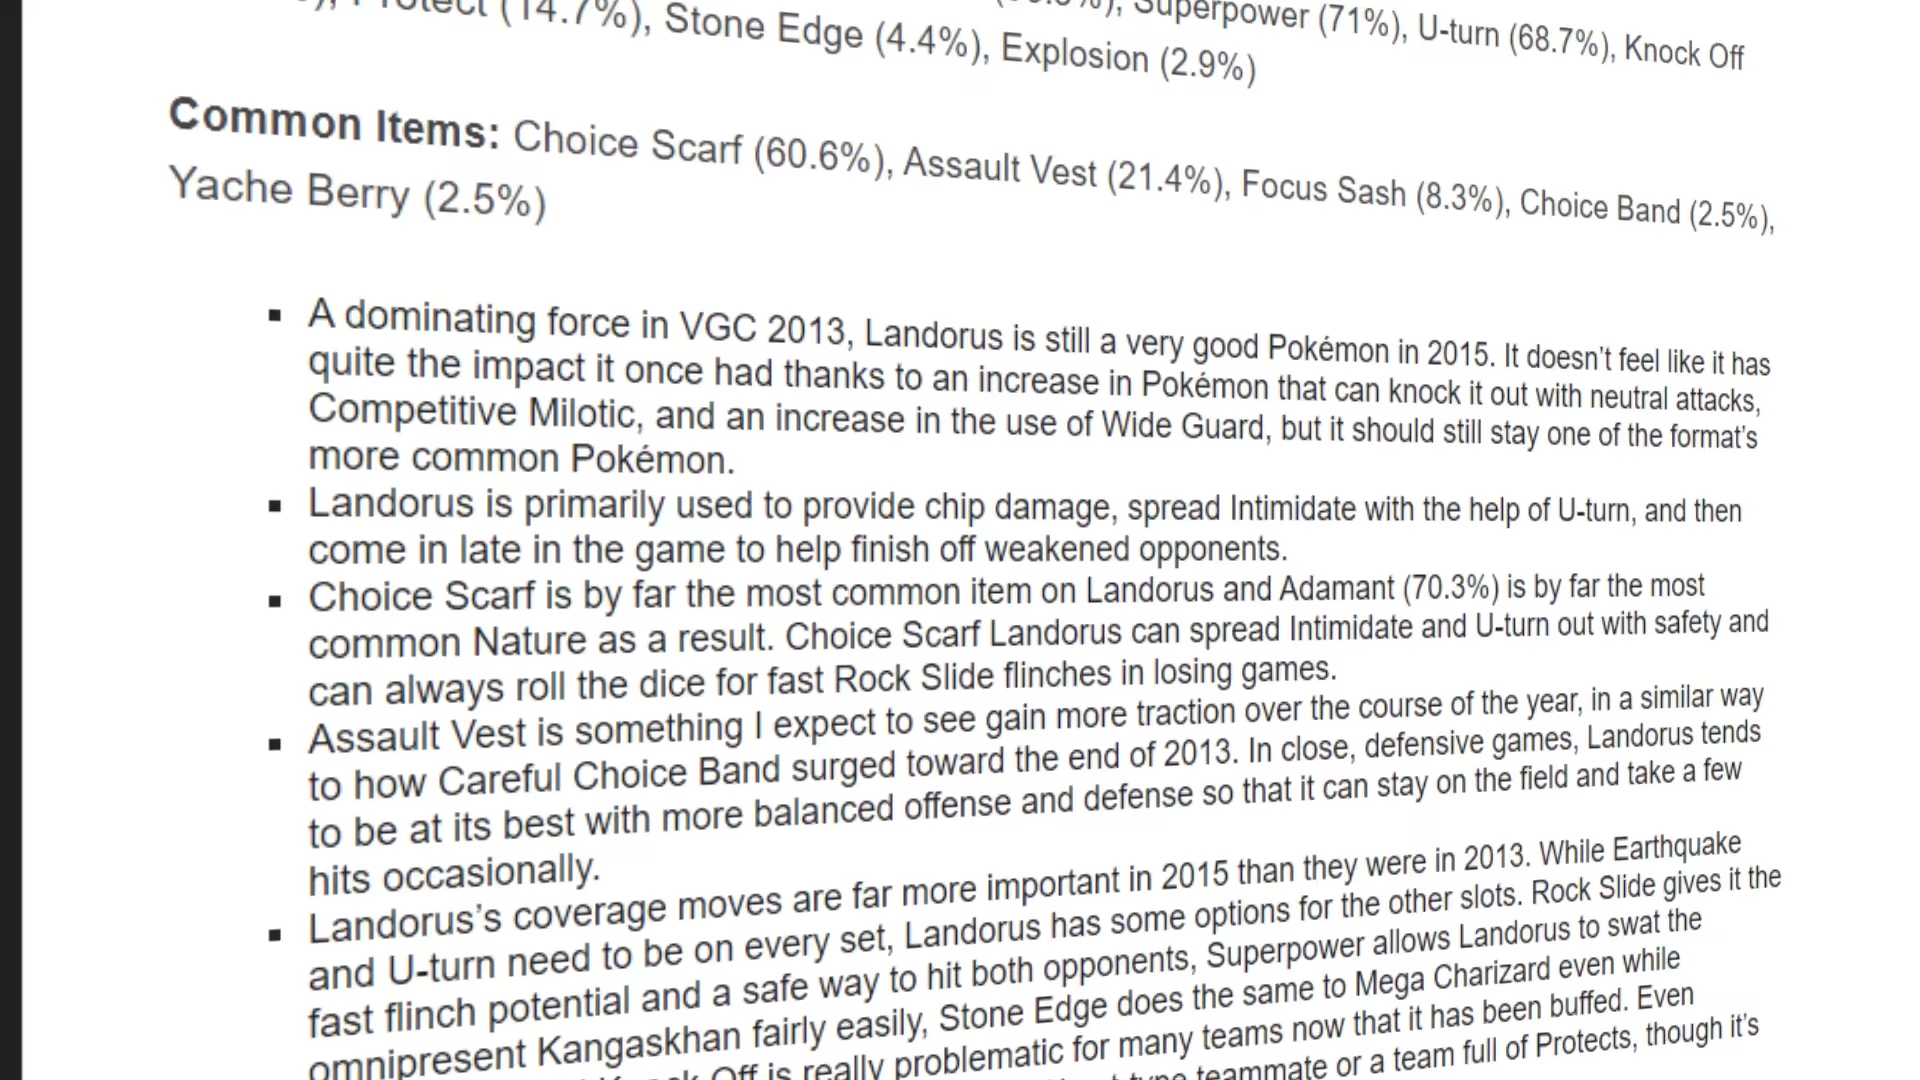 Protect (14.7%), Stone Edge (4.4%), Explosion (2.9%)
Superpower (71%), U-turn (68.7%), Knock Off
Common Items: Choice Scarf (60.6%), Assault Vest (21.4%), Focus Sash (8.3%), Choice Band (2.5%),
Yache Berry (2.5%)
▪ A dominating force in VGC 2013, Landorus is still a very good Pokémon in 2015. It doesn't feel like it has
quite the impact it once had thanks to an increase in Pokémon that can knock it out with neutral attacks,
Competitive Milotic, and an increase in the use of Wide Guard, but it should still stay one of the format's
more common Pokémon.
▪ Landorus is primarily used to provide chip damage, spread Intimidate with the help of U-turn, and then
come in late in the game to help finish off weakened opponents.
▪ Choice Scarf is by far the most common item on Landorus and Adamant (70.3%) is by far the most
common Nature as a result. Choice Scarf Landorus can spread Intimidate and U-turn out with safety and
can always roll the dice for fast Rock Slide flinches in losing games.
▪ Assault Vest is something I expect to see gain more traction over the course of the year, in a similar way
to how Careful Choice Band surged toward the end of 2013. In close, defensive games, Landorus tends
to be at its best with more balanced offense and defense so that it can stay on the field and take a few
hits occasionally.
▪ Landorus's coverage moves are far more important in 2015 than they were in 2013. While Earthquake
and U-turn need to be on every set, Landorus has some options for the other slots. Rock Slide gives it the
fast flinch potential and a safe way to hit both opponents, Superpower allows Landorus to swat the
omnipresent Kangaskhan fairly easily, Stone Edge does the same to Mega Charizard even while
Knock Off is really problematic for many teams now that it has been buffed. Even
type teammate or a team full of Protects, though it's